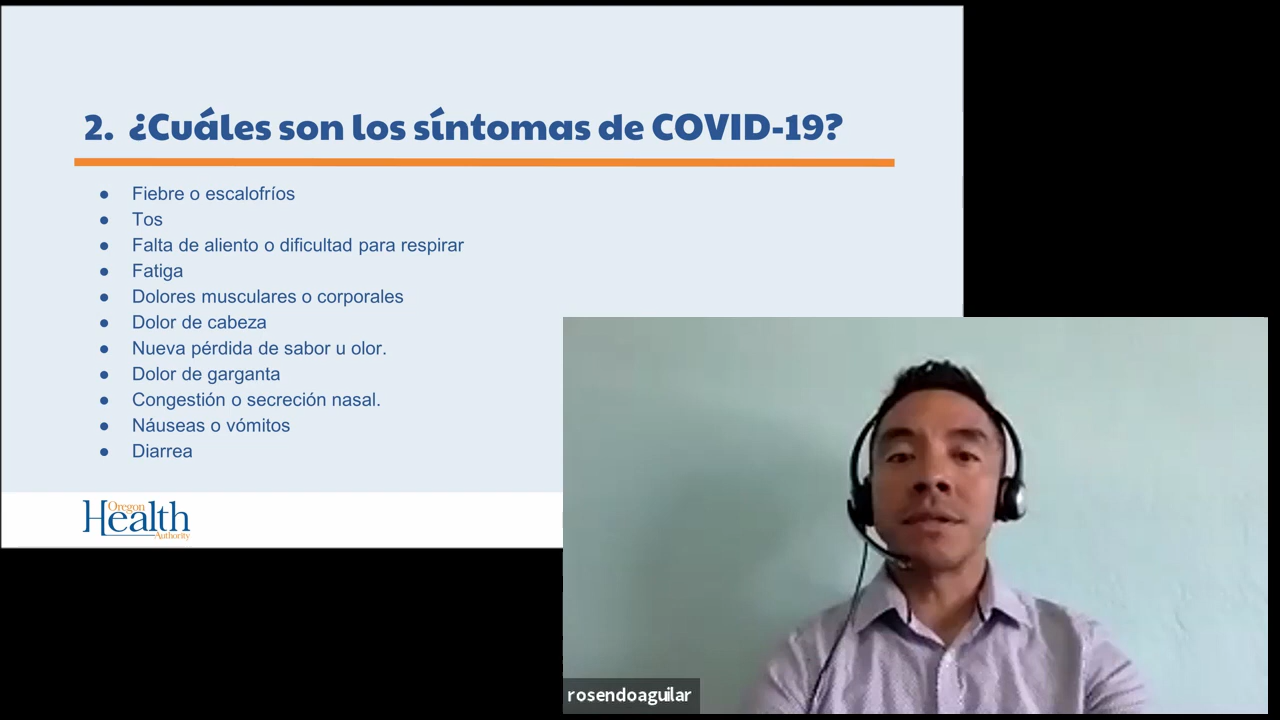 2. ¿Cuáles son los síntomas de COVID-19?
● Fiebre o escalofríos
● Tos
● Falta de aliento o dificultad para respirar
● Fatiga
● Dolores musculares o corporales
● Dolor de cabeza
● Nueva pérdida de sabor u olor.
● Dolor de garganta
● Congestión o secreción nasal.
● Náuseas o vómitos
● Diarrea
Oregon
Health
Authority
rosendoaguilar